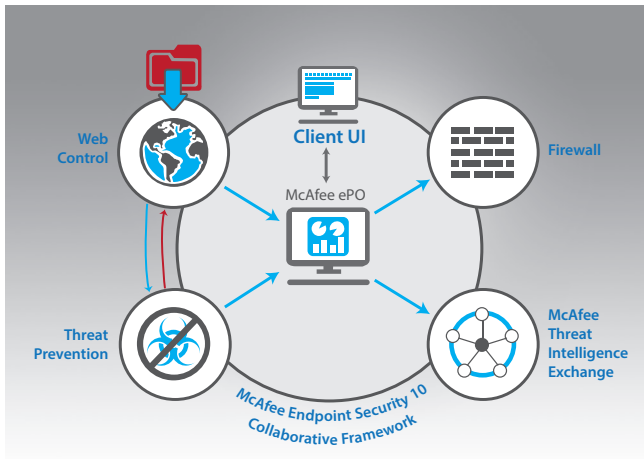 Web
Control
Client UI
Firewall
McAfee ePO
Threat
Prevention
McAfee
Threat
Intelligence
Exchange
McAfee Endpoint Security 10
Collaborative Framework